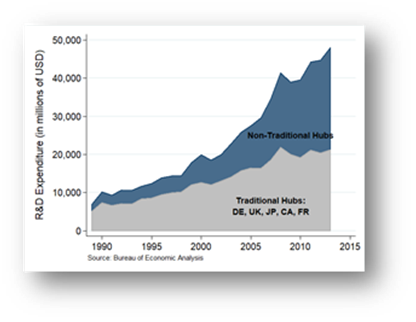 50,000
40,000
30,000
20,000
10,000
0
R&D Expenditure (in millions of USD)
Non-Traditional Hubs
Traditional Hubs:
DE, UK, JP, CA, FR
1990 1995 2000 2005 2010 2015
Source: Bureau of Economic Analysis